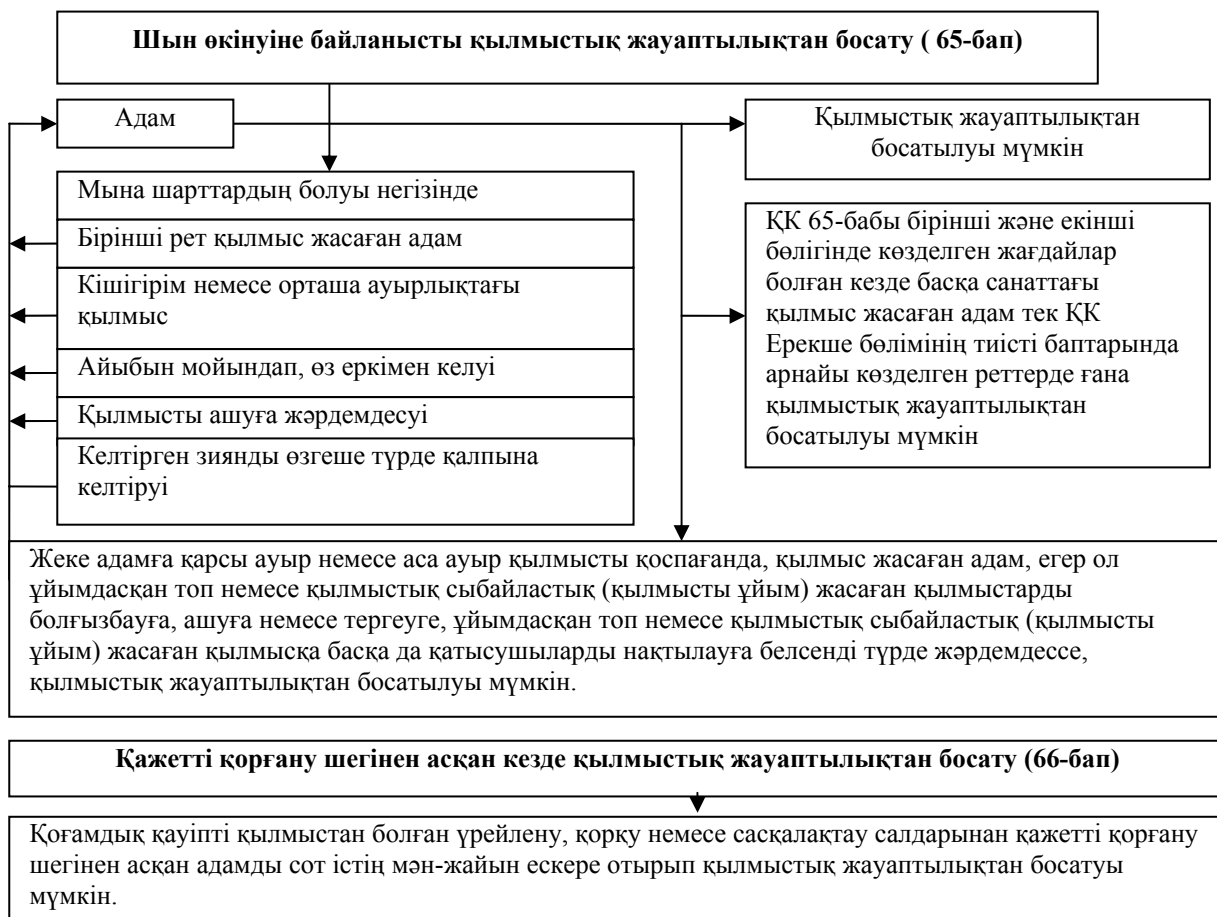 Шын өкінуіне байланысты қылмыстық жауаптылықтан босату ( 65-бап)
Адам
Қылмыстық жауаптылықтан
босатылуы мүмкін
Мына шарттардың болуы негізінде
Бірінші рет қылмыс жасаған адам
Кішігірім немесе орташа ауырлықтағы
қылмыс
Айыбын мойындап, өз еркімен келуі
Қылмысты ашуға жәрдемдесуі
Келтірген зиянды өзгеше түрде қалпына
келтіруі
ҚК 65-бабы бірінші және екінші
бөлігінде көзделген жағдайлар
болған кезде басқа санаттағы
қылмыс жасаған адам тек ҚК
Ерекше бөлімінің тиісті баптарында
арнайы көзделген реттерде ғана
қылмыстық жауаптылықтан
босатылуы мүмкін
Жеке адамға қарсы ауыр немесе аса ауыр қылмысты қоспағанда, қылмыс жасаған адам, егер ол
ұйымдасқан топ немесе қылмыстық сыбайластық (қылмысты ұйым) жасаған қылмыстарды
болғызбауға, ашуға немесе тергеуге, ұйымдасқан топ немесе қылмыстық сыбайластық (қылмысты
ұйым) жасаған қылмысқа басқа да қатысушыларды нақтылауға белсенді түрде жәрдемдессе,
қылмыстық жауаптылықтан босатылуы мүмкін.
Қажетті қорғану шегінен асқан кезде қылмыстық жауаптылықтан босату (66-бап)
Қоғамдық қауіпті қылмыстан болған үрейлену, қорқу немесе сасқалақтау салдарынан қажетті қорғану
шегінен асқан адамды сот істің мән-жайын ескере отырып қылмыстық жауаптылықтан босатуы
мүмкін.